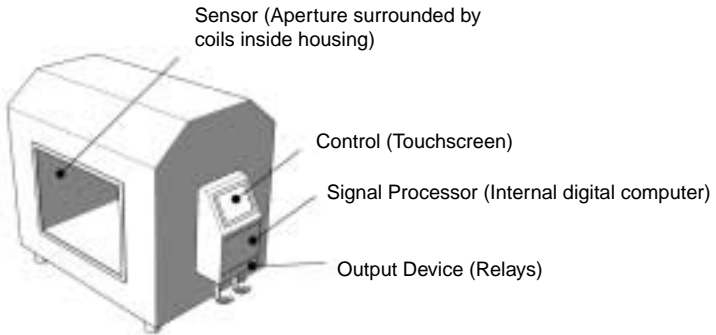 Sensor (Aperture surrounded by
coils inside housing)
Control (Touchscreen)
Signal Processor (Internal digital computer)
Output Device (Relays)